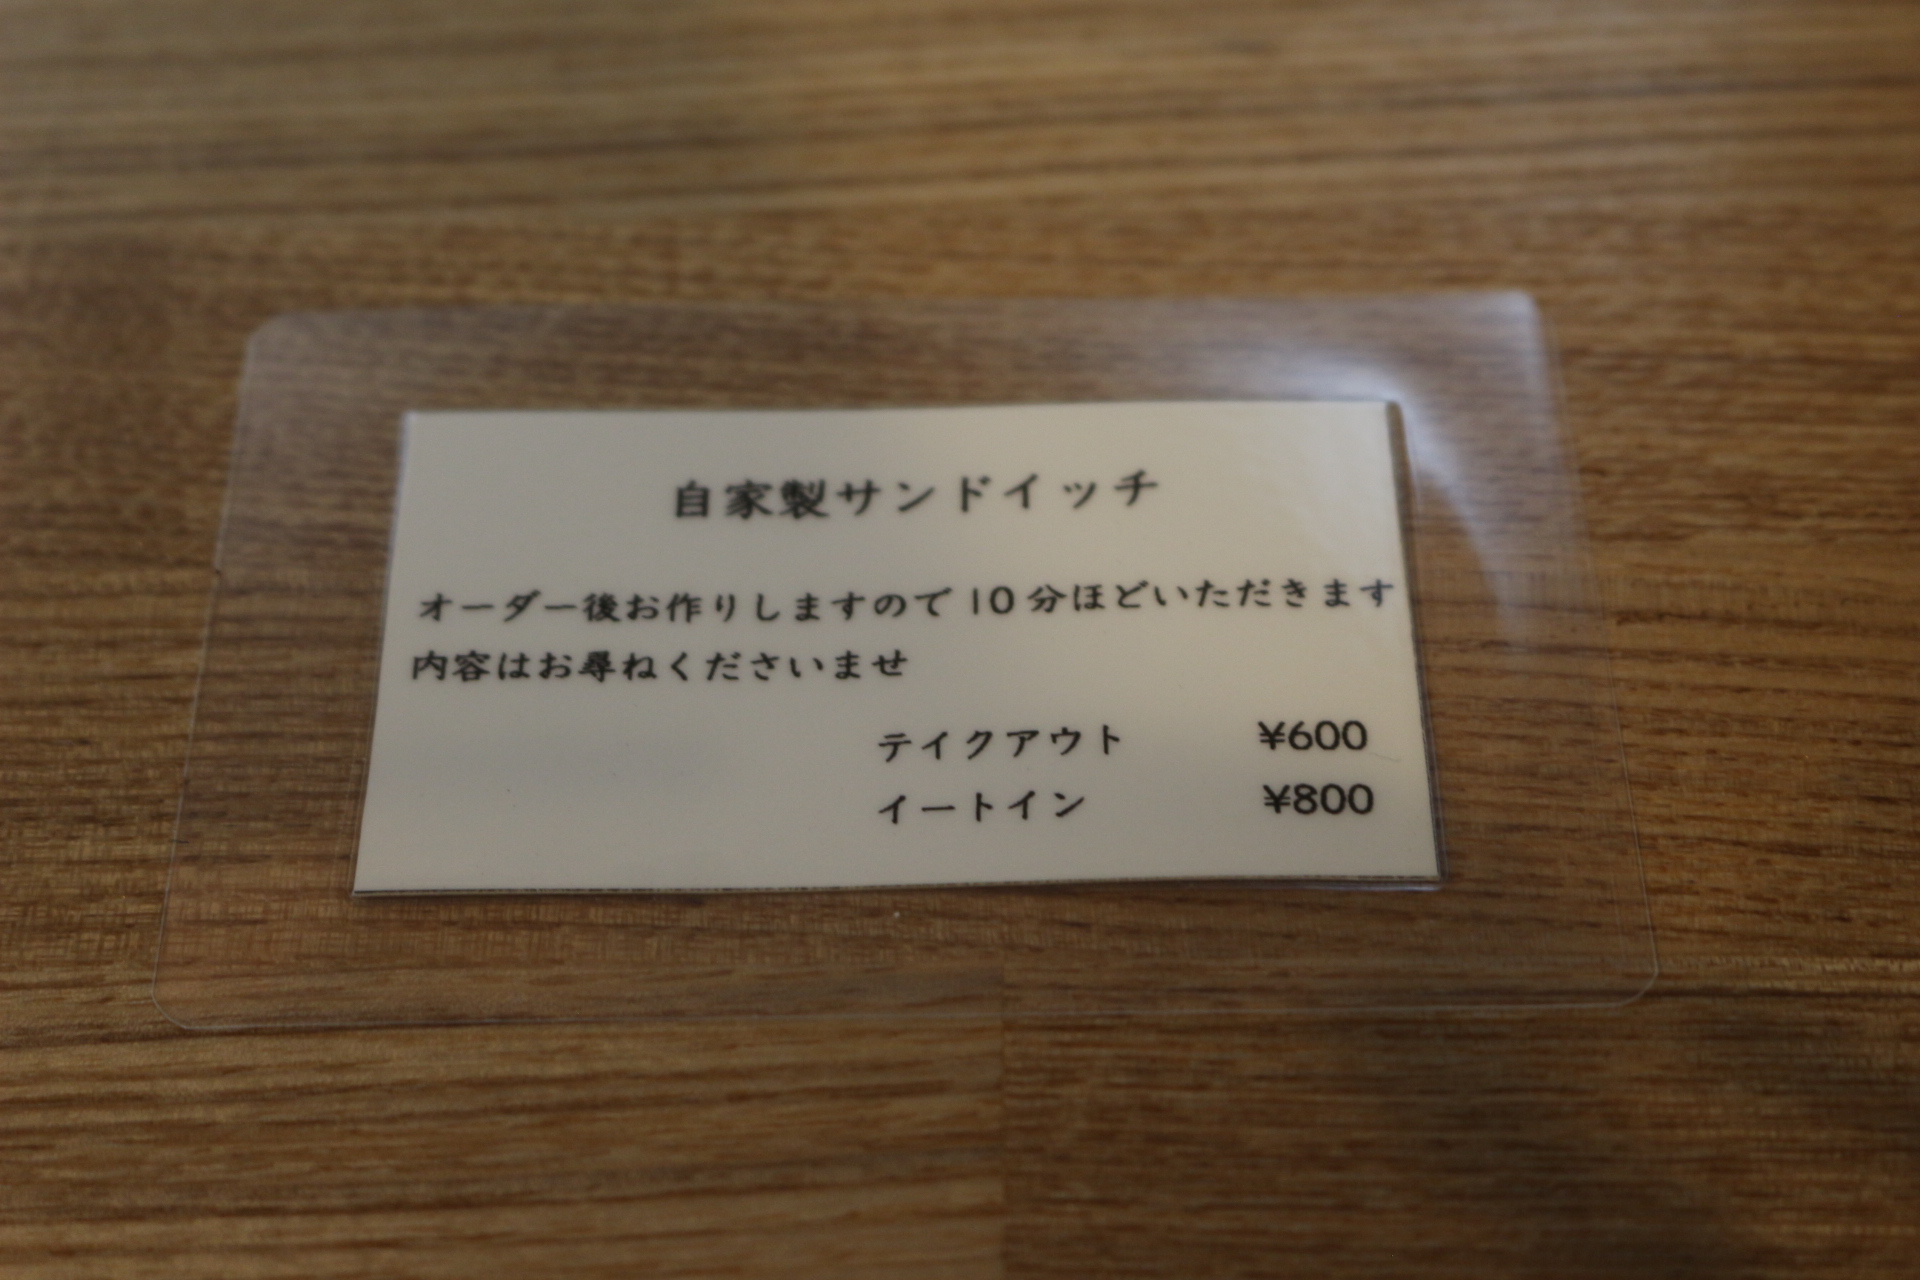 自家製サンドイッチ
オーダー後お作りしますので10分ほどいただきます
内容はお尋ねくださいませ
テイクアウト ¥600
イートイン ¥800